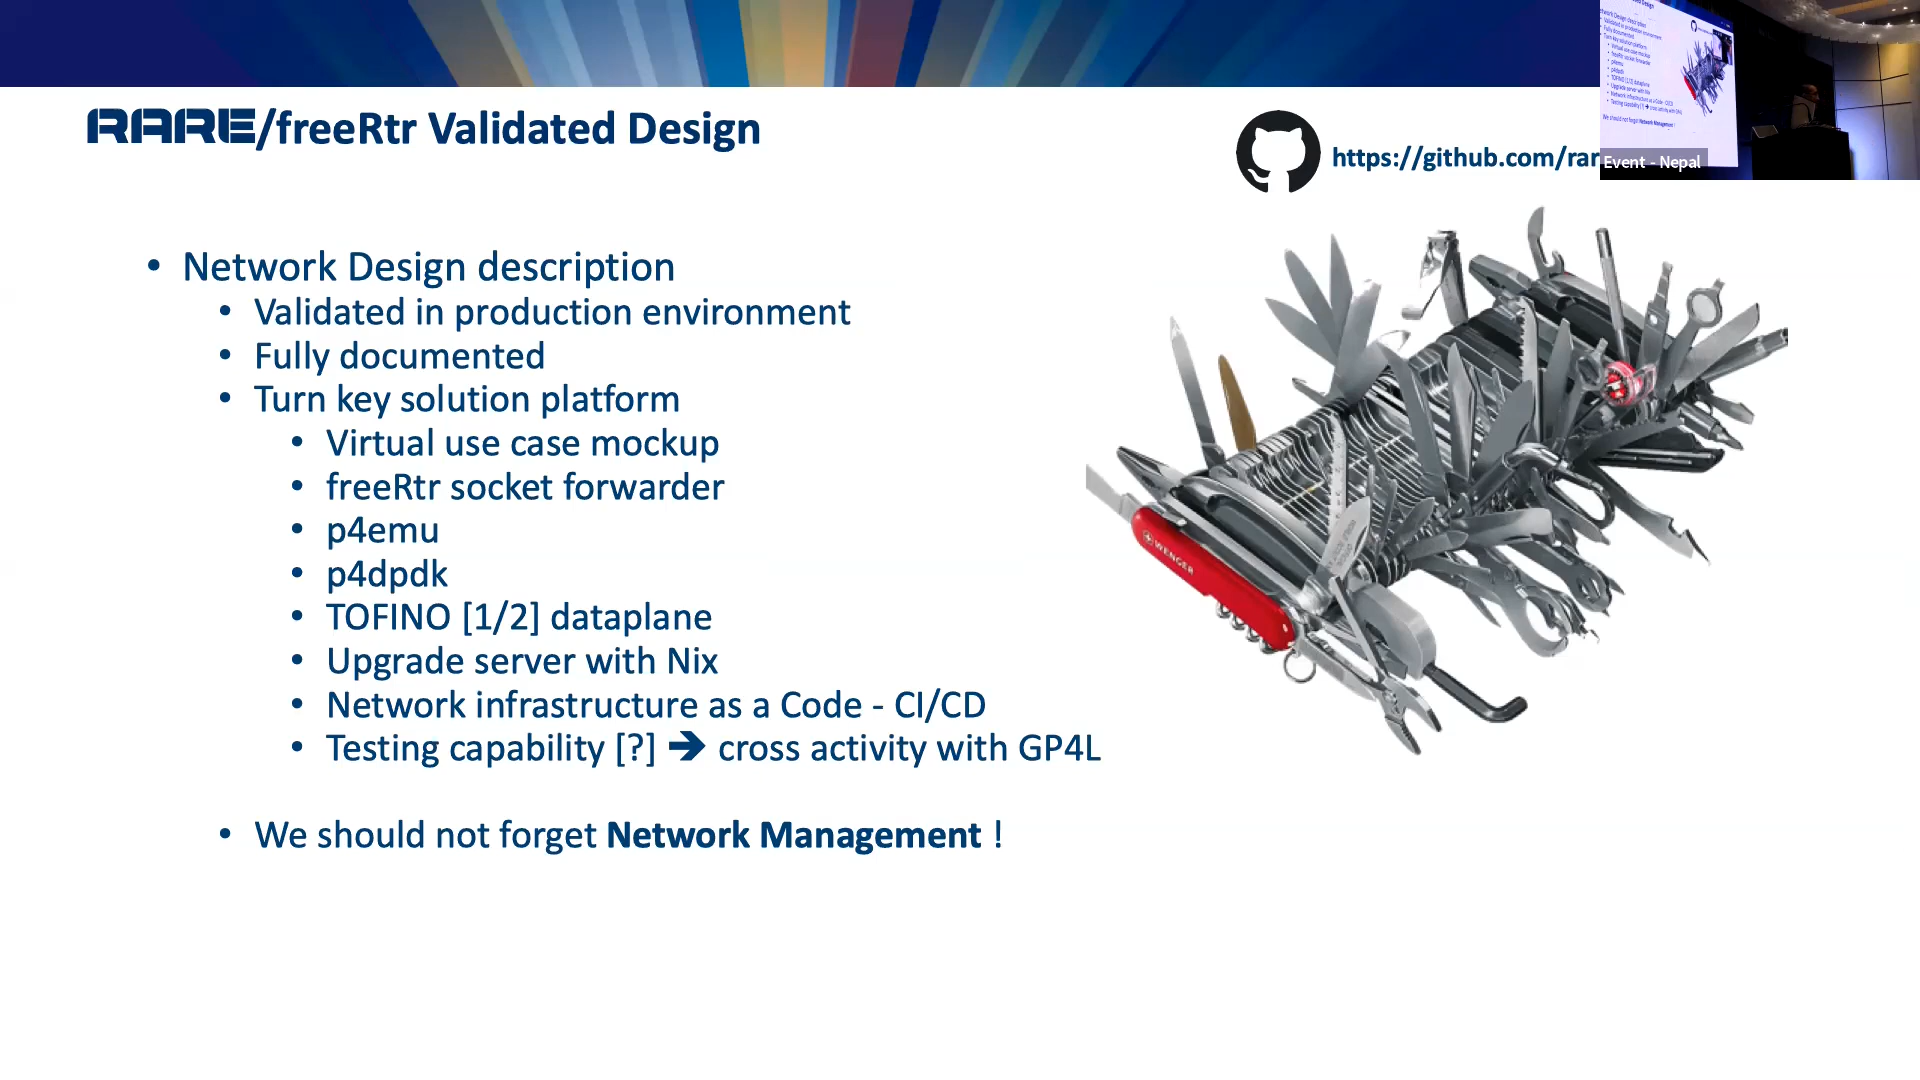 RARE/freeRtr Validated Design
https://github.com/rar
Event - Nepal
• Network Design description
• Validated in production environment
• Fully documented
• Turn key solution platform
• Virtual use case mockup
• freeRtr socket forwarder
• p4emu
• p4dpdk
• TOFINO [1/2] dataplane
• Upgrade server with Nix
• Network infrastructure as a Code - CI/CD
• Testing capability [?] ➔ cross activity with GP4L
• We should not forget Network Management !
WENGER